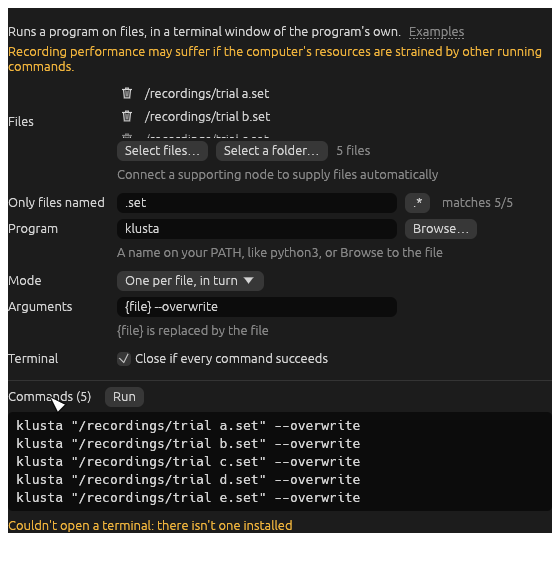 Runs a program on files, in a terminal window of the program's own. Examples
Recording performance may suffer if the computer's resources are strained by other running
commands.
/recordings/trial a.set
Files
/recordings/trial b.set
Select files... Select a folder... 5 files
Connect a supporting node to supply files automatically
Only files named .set .* matches 5/5
Program klusta Browse...
A name on your PATH, like python3, or Browse to the file
Mode One per file, in turn
Arguments {file} --overwrite
{file} is replaced by the file
Terminal Close if every command succeeds
Commands (5) Run
klusta "/recordings/trial a.set" --overwrite
klusta "/recordings/trial b.set" --overwrite
klusta "/recordings/trial c.set" --overwrite
klusta "/recordings/trial d.set" --overwrite
klusta "/recordings/trial e.set" --overwrite
Couldn't open a terminal: there isn't one installed